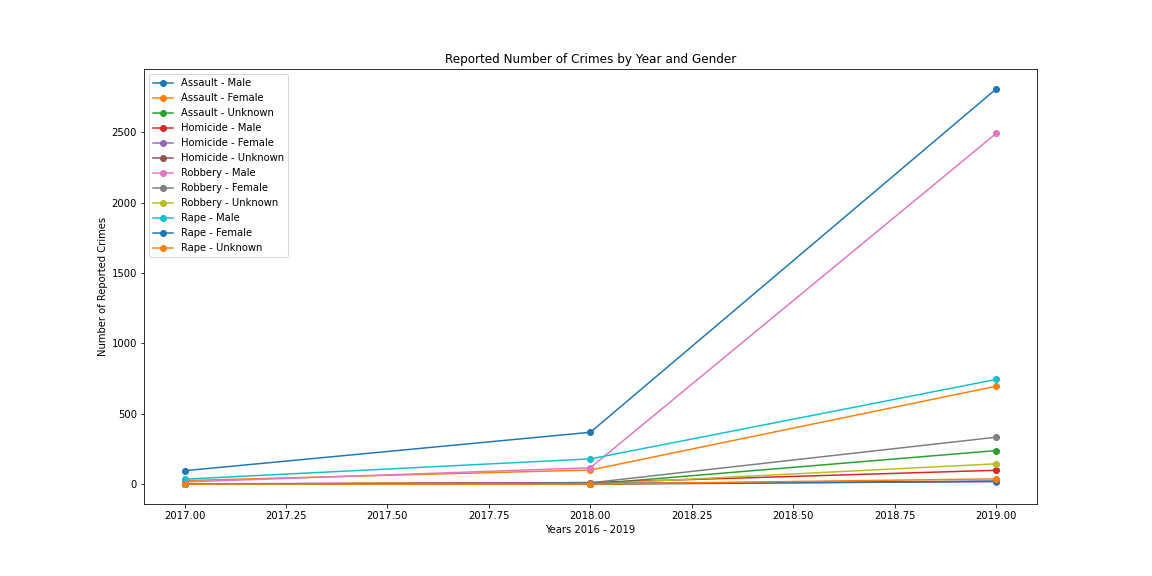 Reported Number of Crimes by Year and Gender
Assault - Male
Assault - Female
Assault - Unknown
Homicide - Male
Homicide - Female
Homicide - Unknown
Robbery - Male
Robbery - Female
Robbery - Unknown
Rape - Male
Rape - Female
Rape - Unknown
Number of Reported Crimes
2500
2000
1500
1000
500
0
2017.00 2017.25 2017.50 2017.75 2018.00 2018.25 2018.50 2018.75 2019.00
Years 2016 - 2019